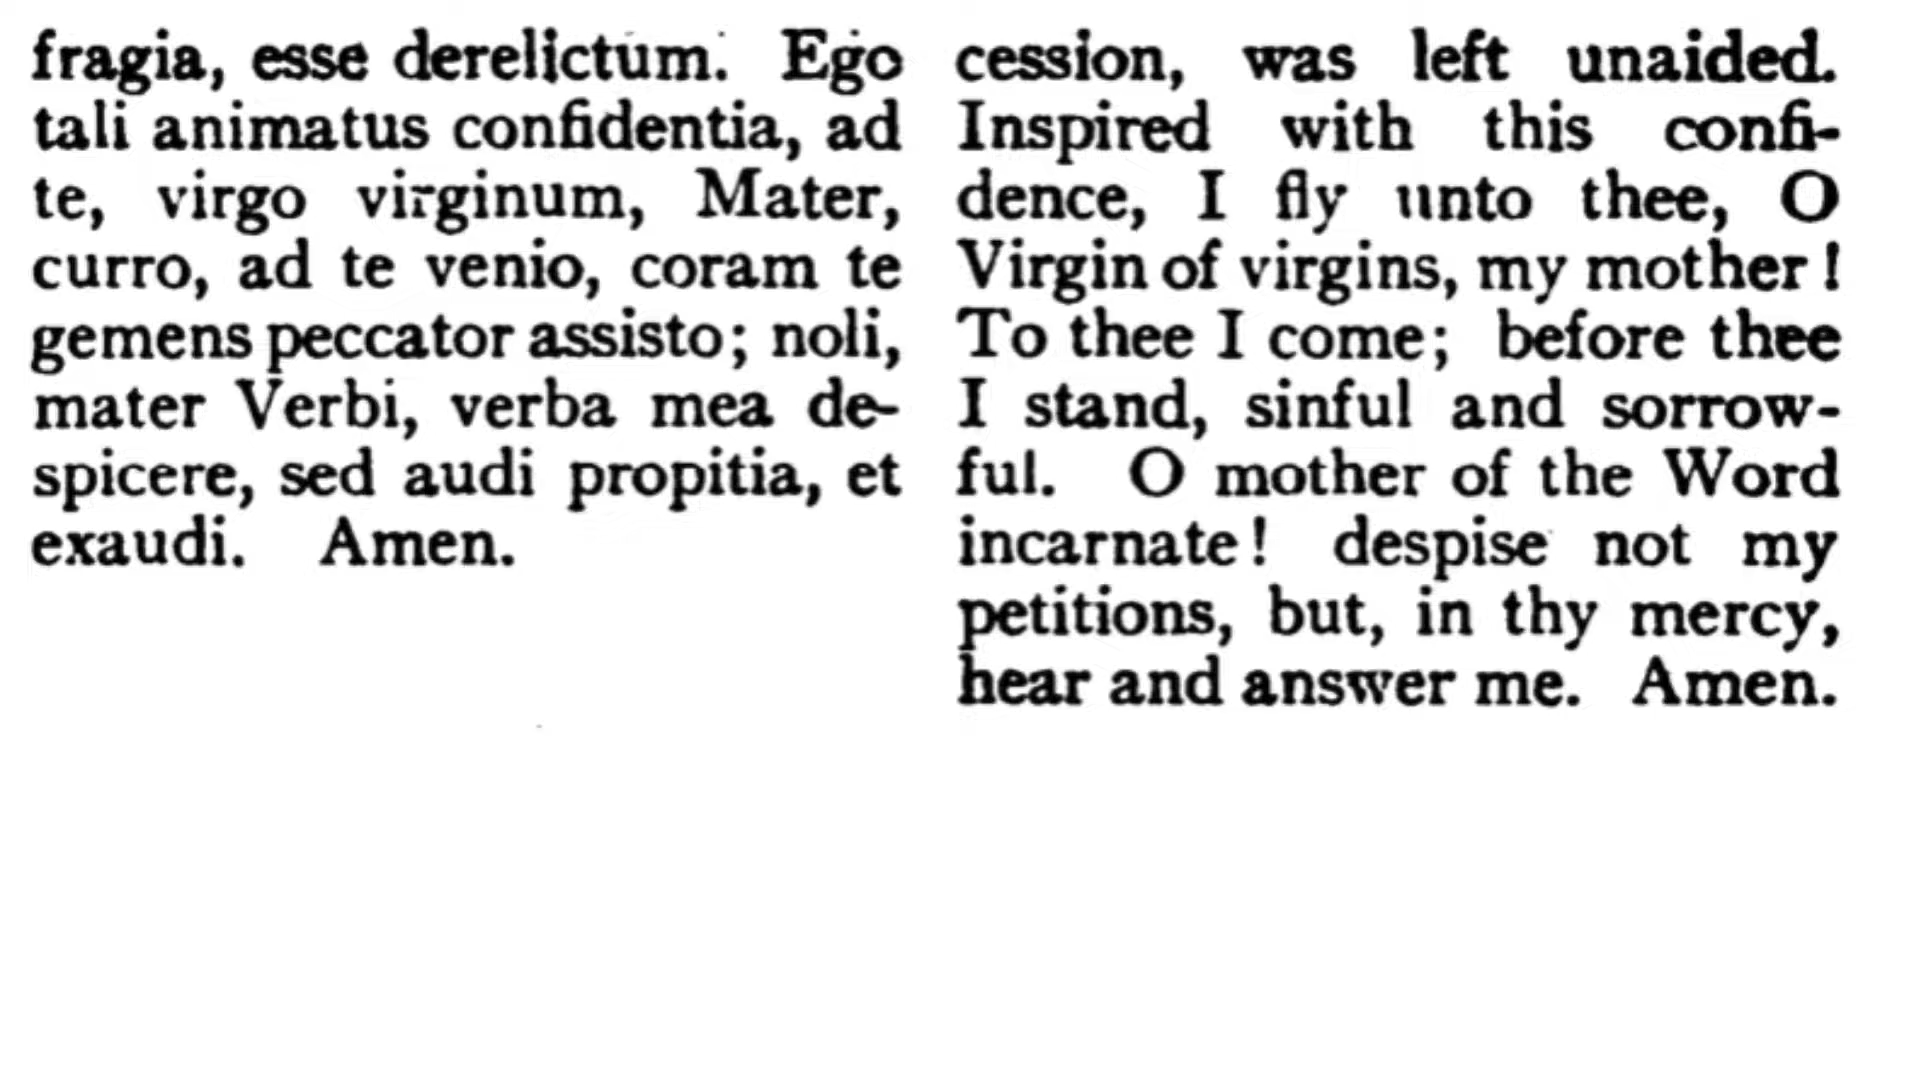 fragia, esse derelictum. Ego
tali animatus confidentia, ad
te, virgo virginum, Mater,
curro, ad te venio, coram te
gemens peccator assisto; noli,
mater Verbi, verba mea de-
spicere, sed audi propitia, et
exaudi. Amen.
cession, was left unaided.
Inspired with this confi-
dence, I fly unto thee, O
Virgin of virgins, my mother!
To thee I come; before thee
I stand, sinful and sorrow-
ful. O mother of the Word
incarnate! despise not my
petitions, but, in thy mercy,
hear and answer me. Amen.